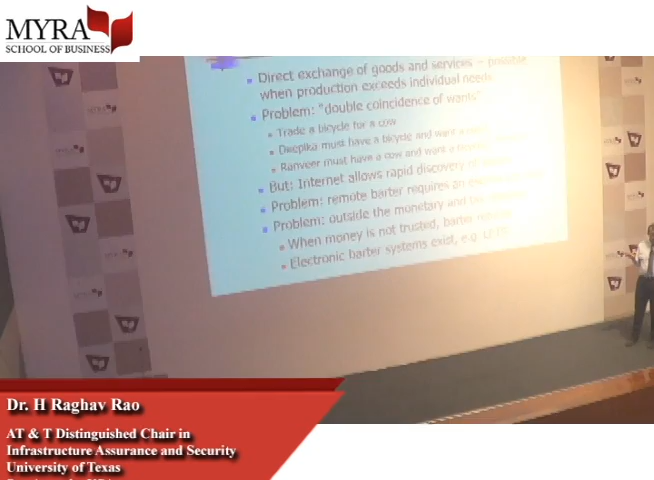 MYRA
SCHOOL OF BUSINESS
Direct exchange of goods and services – possible
when production exceeds individual needs
Problem: "double coincidence of wants"
Trade a bicycle for a cow
Deepika must have a bicycle and want a
Ranveer must have a cow and want a
But: Internet allows rapid discovery of
Problem: remote barter requires an
Problem: outside the monetary and
When money is not trusted, barter
Electronic barter systems exist, e.g.
Dr. H Raghav Rao
AT & T Distinguished Chair in
Infrastructure Assurance and Security
University of Texas